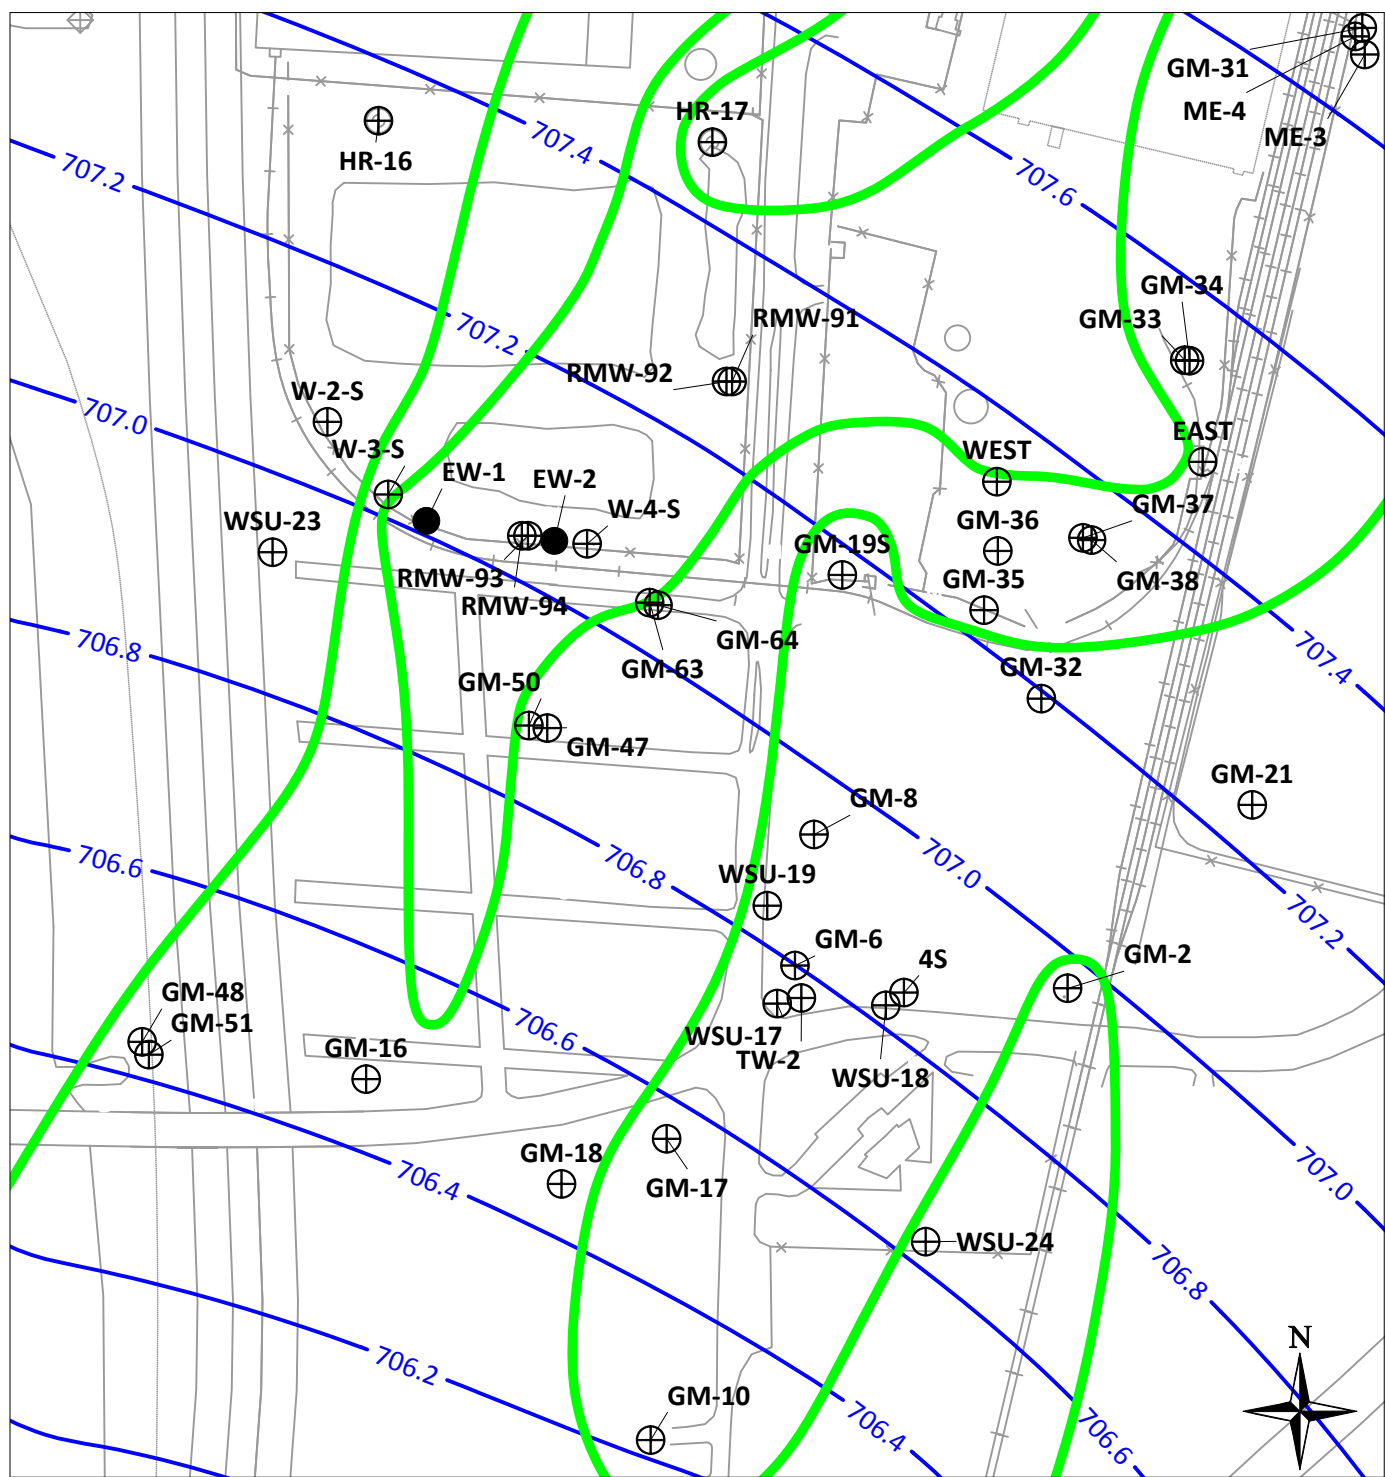 GM-31
ME-4
ME-3
HR-17
707.4
HR-16
707.2
707.6
GM-34
GM-33
RMW-91
707.2
RMW-92
W-2-S
707.0
EAST
W-3-S
WEST
EW-1
EW-2
GM-37
W-4-S
WSU-23
GM-36
GM-19S
RMW-93
GM-38
GM-35
RMW-94
GM-64
706.8
GM-63
GM-32
707.4
GM-50
GM-47
GM-21
GM-8
706.6
706.8
707.0
WSU-19
707.2
GM-6
4S
GM-2
GM-48
GM-51
706.6
WSU-17
GM-16
TW-2
WSU-18
GM-18
706.4
GM-17
707.0
WSU-24
706.8
N
706.2
GM-10
706.4
706.6